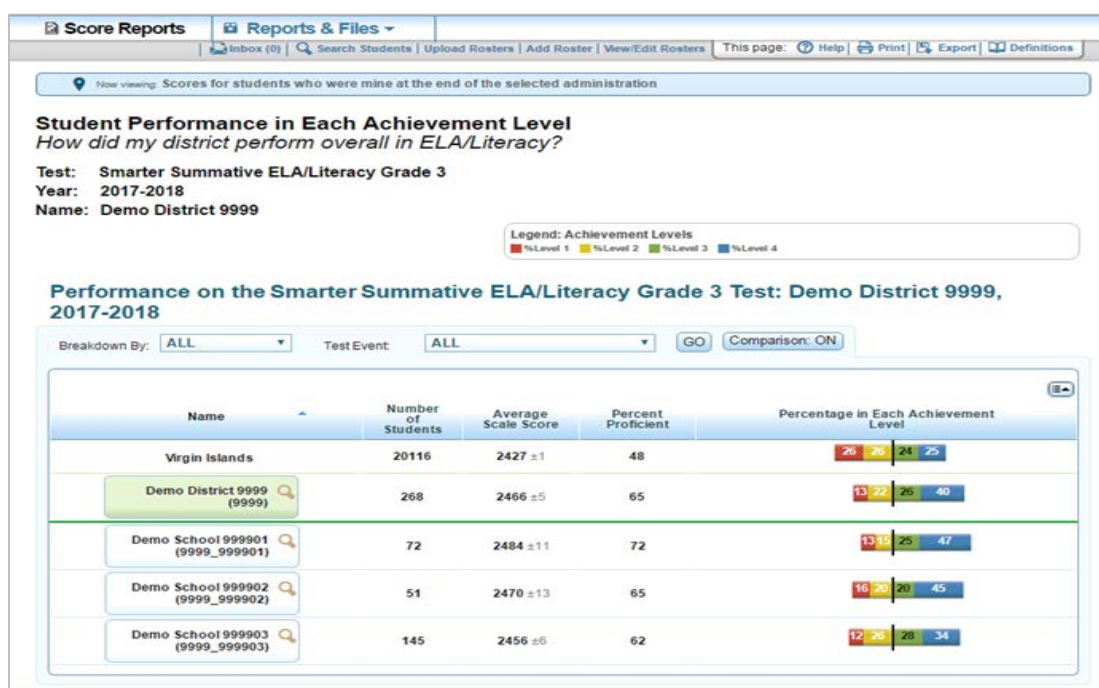 Score Reports Reports & Files
Inbox (0) | Search Students | Upload Rosters | Add Roster | View/Edit Rosters This page: Help | Print | Export | Definitions
Now viewing: Scores for students who were mine at the end of the selected administration
Student Performance in Each Achievement Level
How did my district perform overall in ELA/Literacy?
Test: Smarter Summative ELA/Literacy Grade 3
Year: 2017-2018
Name: Demo District 9999
Legend: Achievement Levels
%Level 1 %Level 2 %Level 3 %Level 4
Performance on the Smarter Summative ELA/Literacy Grade 3 Test: Demo District 9999,
2017-2018
Breakdown By: ALL Test Event: ALL GO Comparison: ON
Name Number of Students Average Scale Score Percent Proficient Percentage in Each Achievement Level
Virgin Islands 20116 2427 ±1 48 26 26 24 25
Demo District 9999 (9999) 268 2466 ±5 65 13 22 26 40
Demo School 999901 (9999_999901) 72 2484 ±11 72 13 15 25 47
Demo School 999902 (9999_999902) 51 2470 ±13 65 16 20 20 45
Demo School 999903 (9999_999903) 145 2456 ±6 62 12 26 28 34